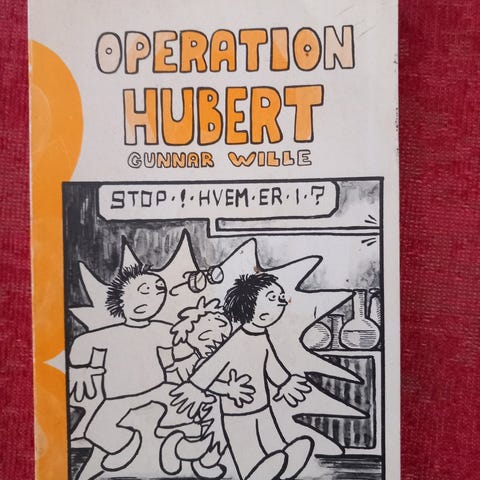 OPERATION
HUBERT
GUNNAR WILLE
STOP.!.HVEM.ER.I.?